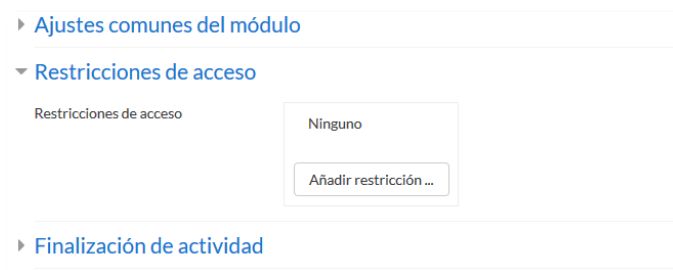 Ajustes comunes del módulo
Restricciones de acceso
Restricciones de acceso
Ninguno
Añadir restricción ...
Finalización de actividad